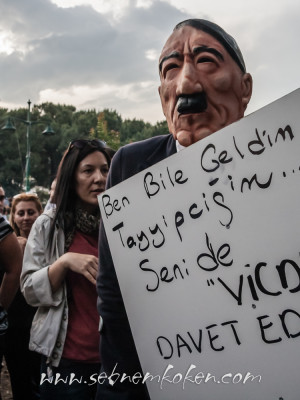 Ben Bile Geldim
Tayyipciğim...
Seni de
"VİCD
DAVET ED
www.sebnemkoken.com